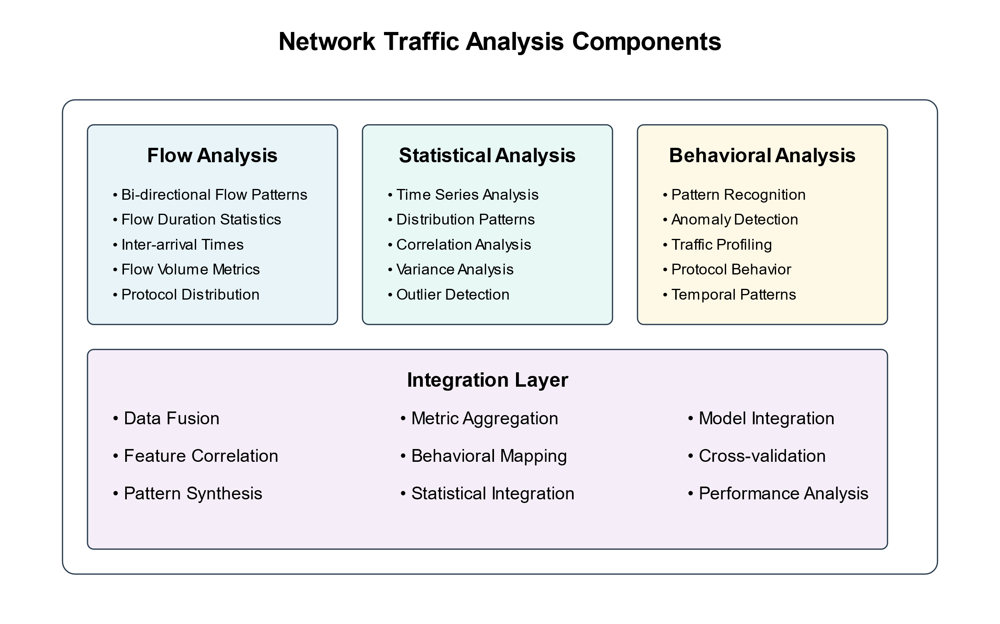 Network Traffic Analysis Components
Flow Analysis
• Bi-directional Flow Patterns
• Flow Duration Statistics
• Inter-arrival Times
• Flow Volume Metrics
• Protocol Distribution
Statistical Analysis
• Time Series Analysis
• Distribution Patterns
• Correlation Analysis
• Variance Analysis
• Outlier Detection
Behavioral Analysis
• Pattern Recognition
• Anomaly Detection
• Traffic Profiling
• Protocol Behavior
• Temporal Patterns
Integration Layer
• Data Fusion
• Feature Correlation
• Pattern Synthesis
• Metric Aggregation
• Behavioral Mapping
• Statistical Integration
• Model Integration
• Cross-validation
• Performance Analysis